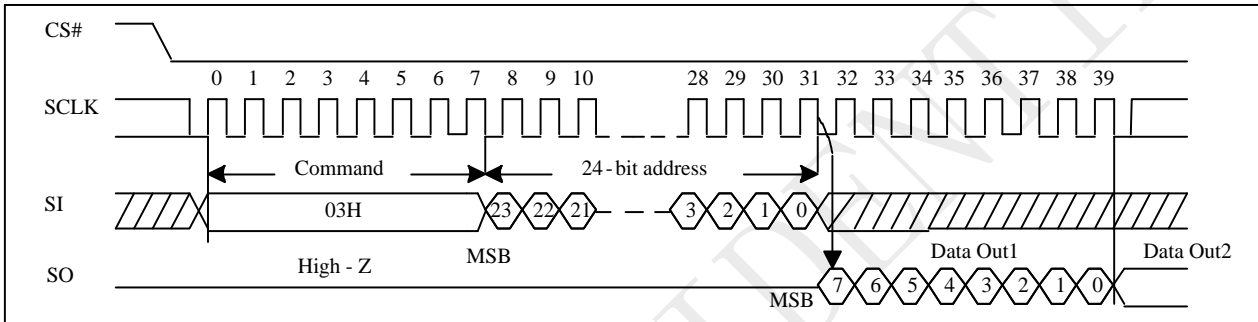 CS#
0 1 2 3 4 5 6 7 8 9 10 28 29 30 31 32 33 34 35 36 37 38 39
SCLK
Command 24-bit address
SI 03H 23 22 21 3 2 1 0
MSB Data Out1 Data Out2
High - Z
SO MSB 7 6 5 4 3 2 1 0